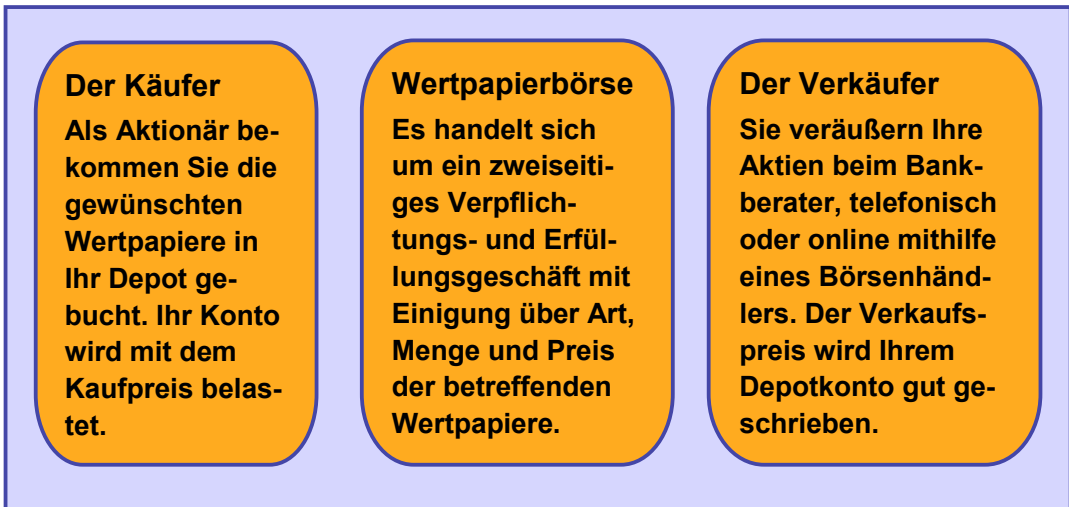 Der Käufer
Als Aktionär be-
kommen Sie die
gewünschten
Wertpapiere in
Ihr Depot ge-
bucht. Ihr Konto
wird mit dem
Kaufpreis belas-
tet.
Wertpapierbörse
Es handelt sich
um ein zweiseiti-
ges Verpflich-
tungs- und Erfül-
lungsgeschäft mit
Einigung über Art,
Menge und Preis
der betreffenden
Wertpapiere.
Der Verkäufer
Sie veräußern Ihre
Aktien beim Bank-
berater, telefonisch
oder online mithilfe
eines Börsenhänd-
lers. Der Verkaufs-
preis wird Ihrem
Depotkonto gut ge-
schrieben.